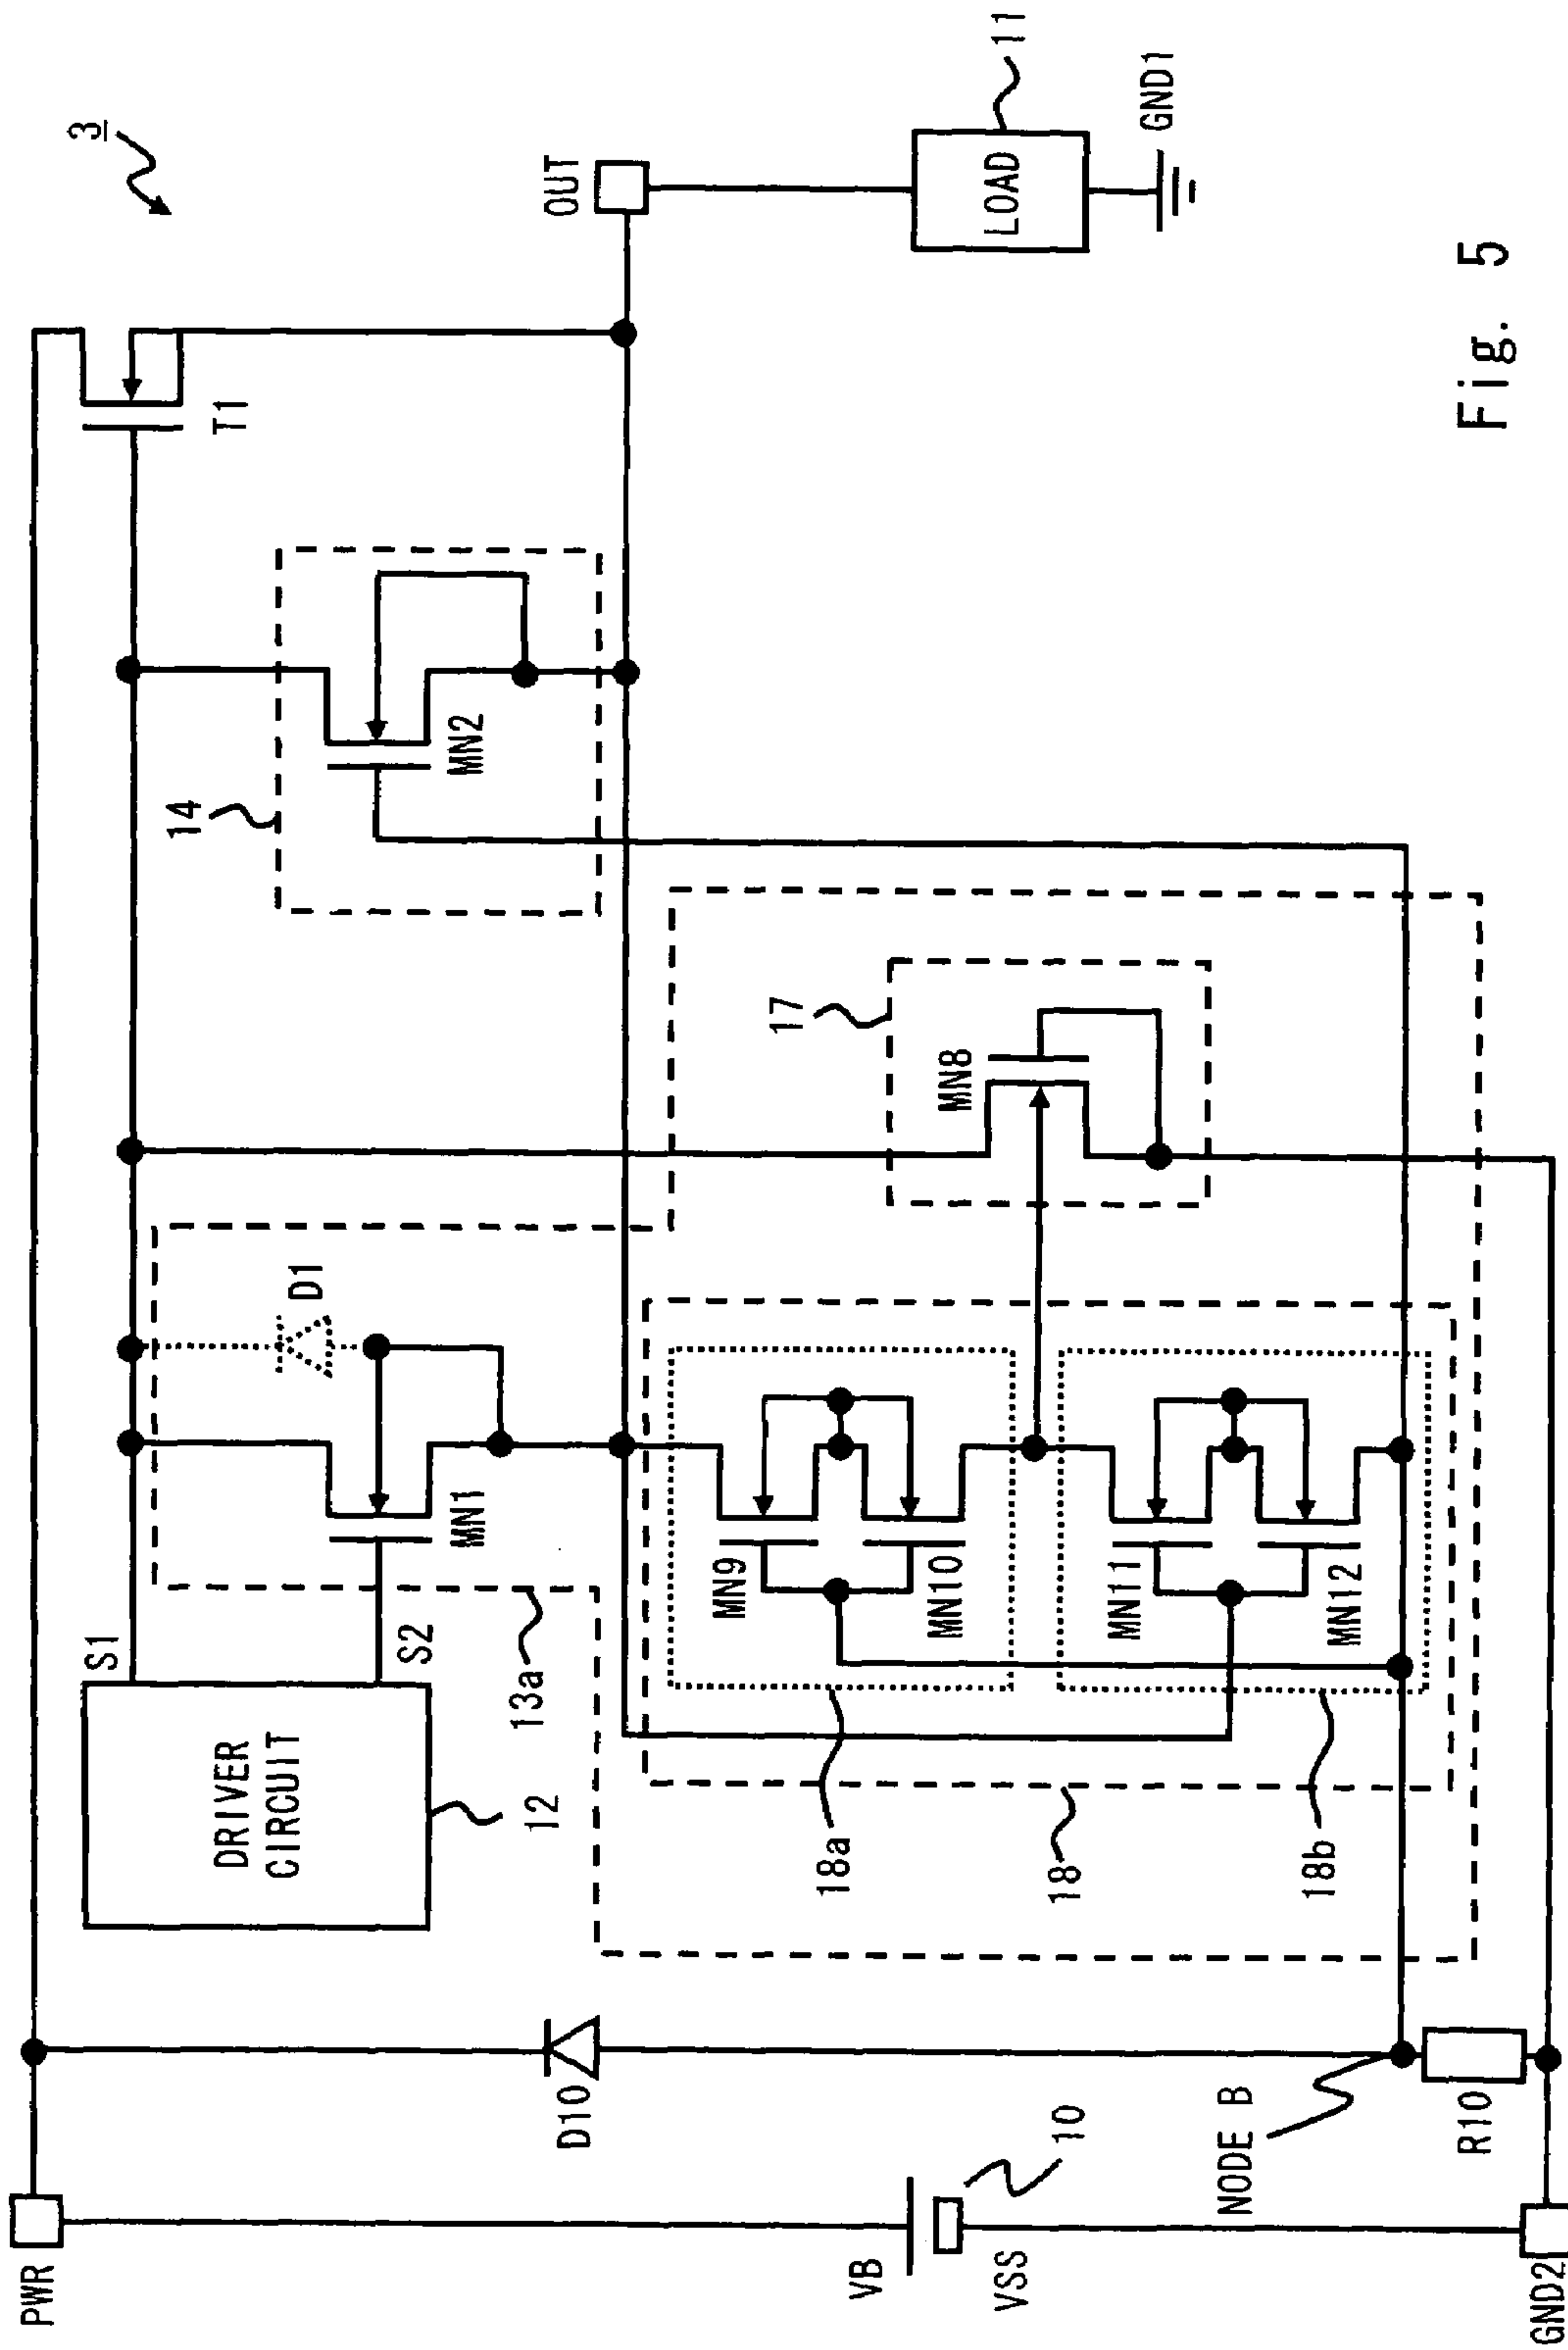 3
PWR
DRIVER
CIRCUIT
S1
S2
12
13a
MN1
D1
14
MN2
T1
OUT
LOAD
11
GND1
D10
VB
VSS
10
18
18a
18b
MN9
MN10
MN11
MN12
17
MN8
NODE B
R10
GND2
Fig. 5